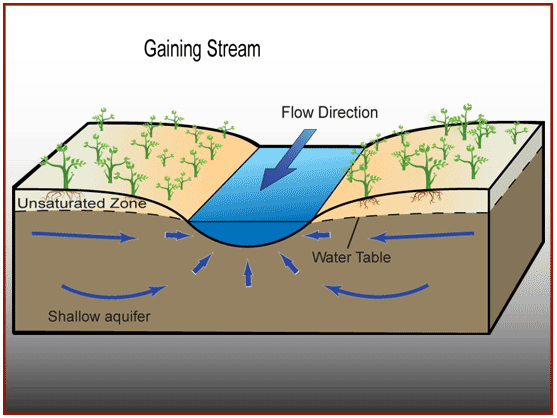 Gaining Stream
Flow Direction
Unsaturated Zone
Water Table
Shallow aquifer